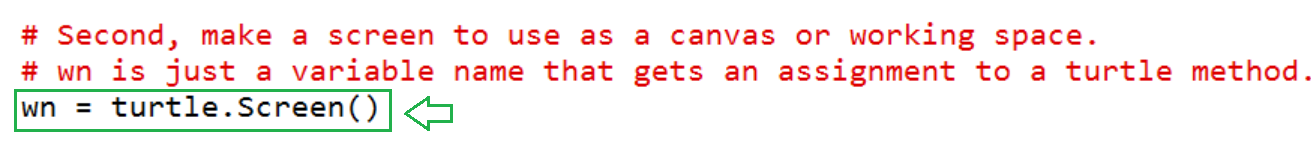 # Second, make a screen to use as a canvas or working space.
# wn is just a variable name that gets an assignment to a turtle method.
wn = turtle.Screen()